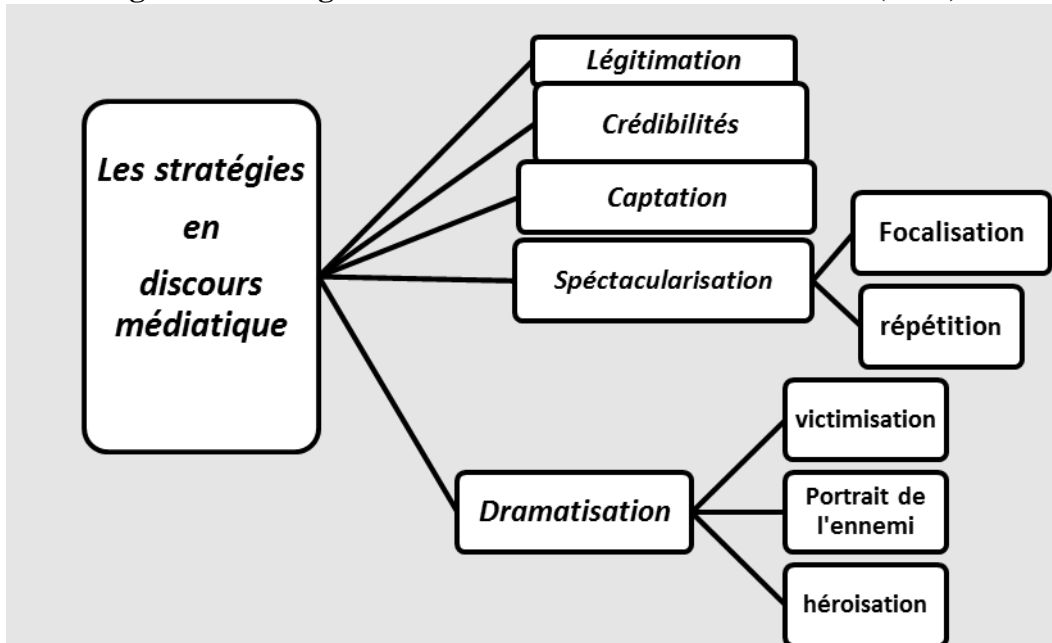 Les stratégies
en
discours
médiatique
Légitimation
Crédibilités
Captation
Spéctacularisation
Focalisation
répétition
Dramatisation
victimisation
Portrait de
l'ennemi
héroisation